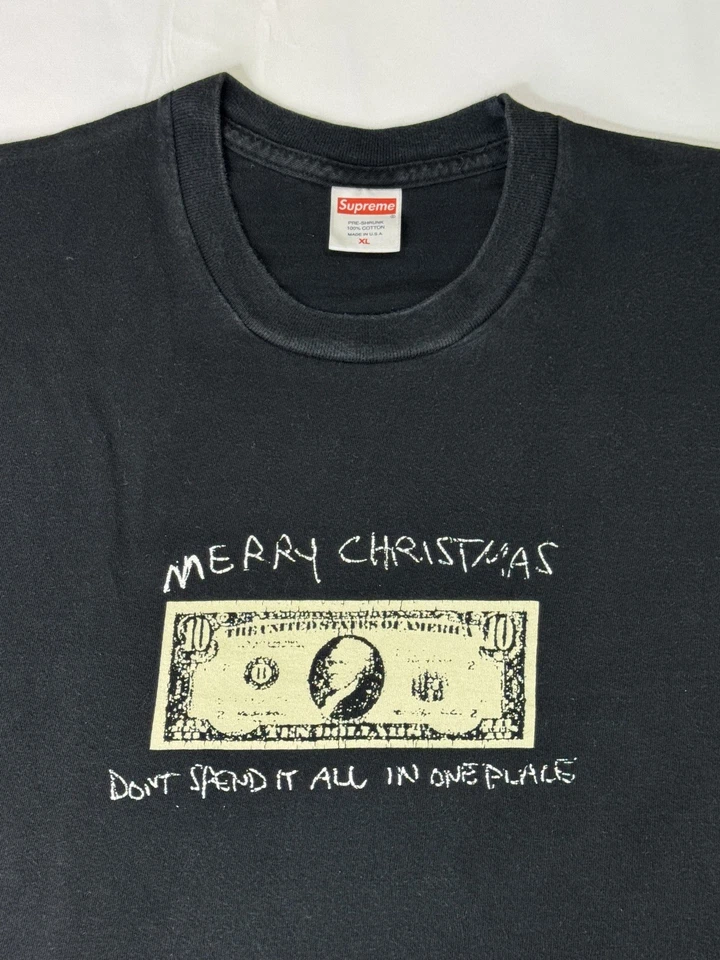 Supreme
PRE-SHRUNK
100% COTTON
MADE IN U.S.A.
XL
MERRY CHRISTMAS
10 10
THE UNITED STATES OF AMERICA
TEN DOLLARS
DONT SPEND IT ALL IN ONE PLACE